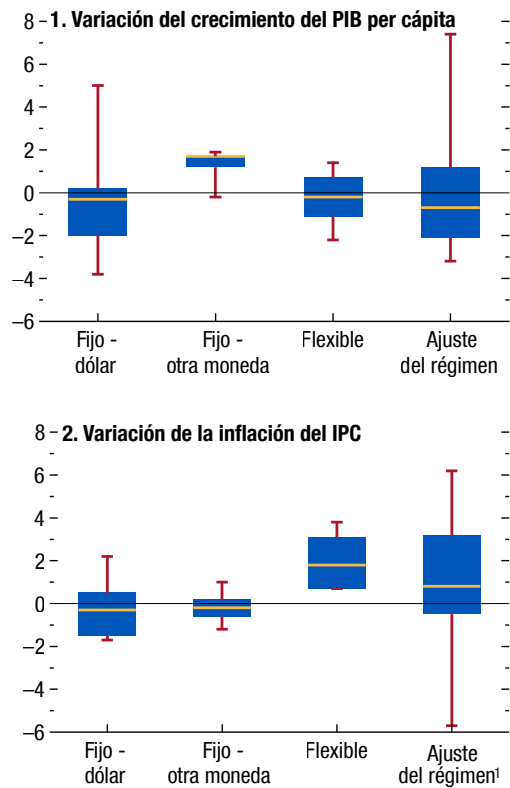 1. Variación del crecimiento del PIB per cápita
8
6
4
2
0
–2
–4
–6
Fijo - dólar
Fijo - otra moneda
Flexible
Ajuste del régimen
2. Variación de la inflación del IPC
8
6
4
2
0
–2
–4
–6
Fijo - dólar
Fijo - otra moneda
Flexible
Ajuste del régimen¹